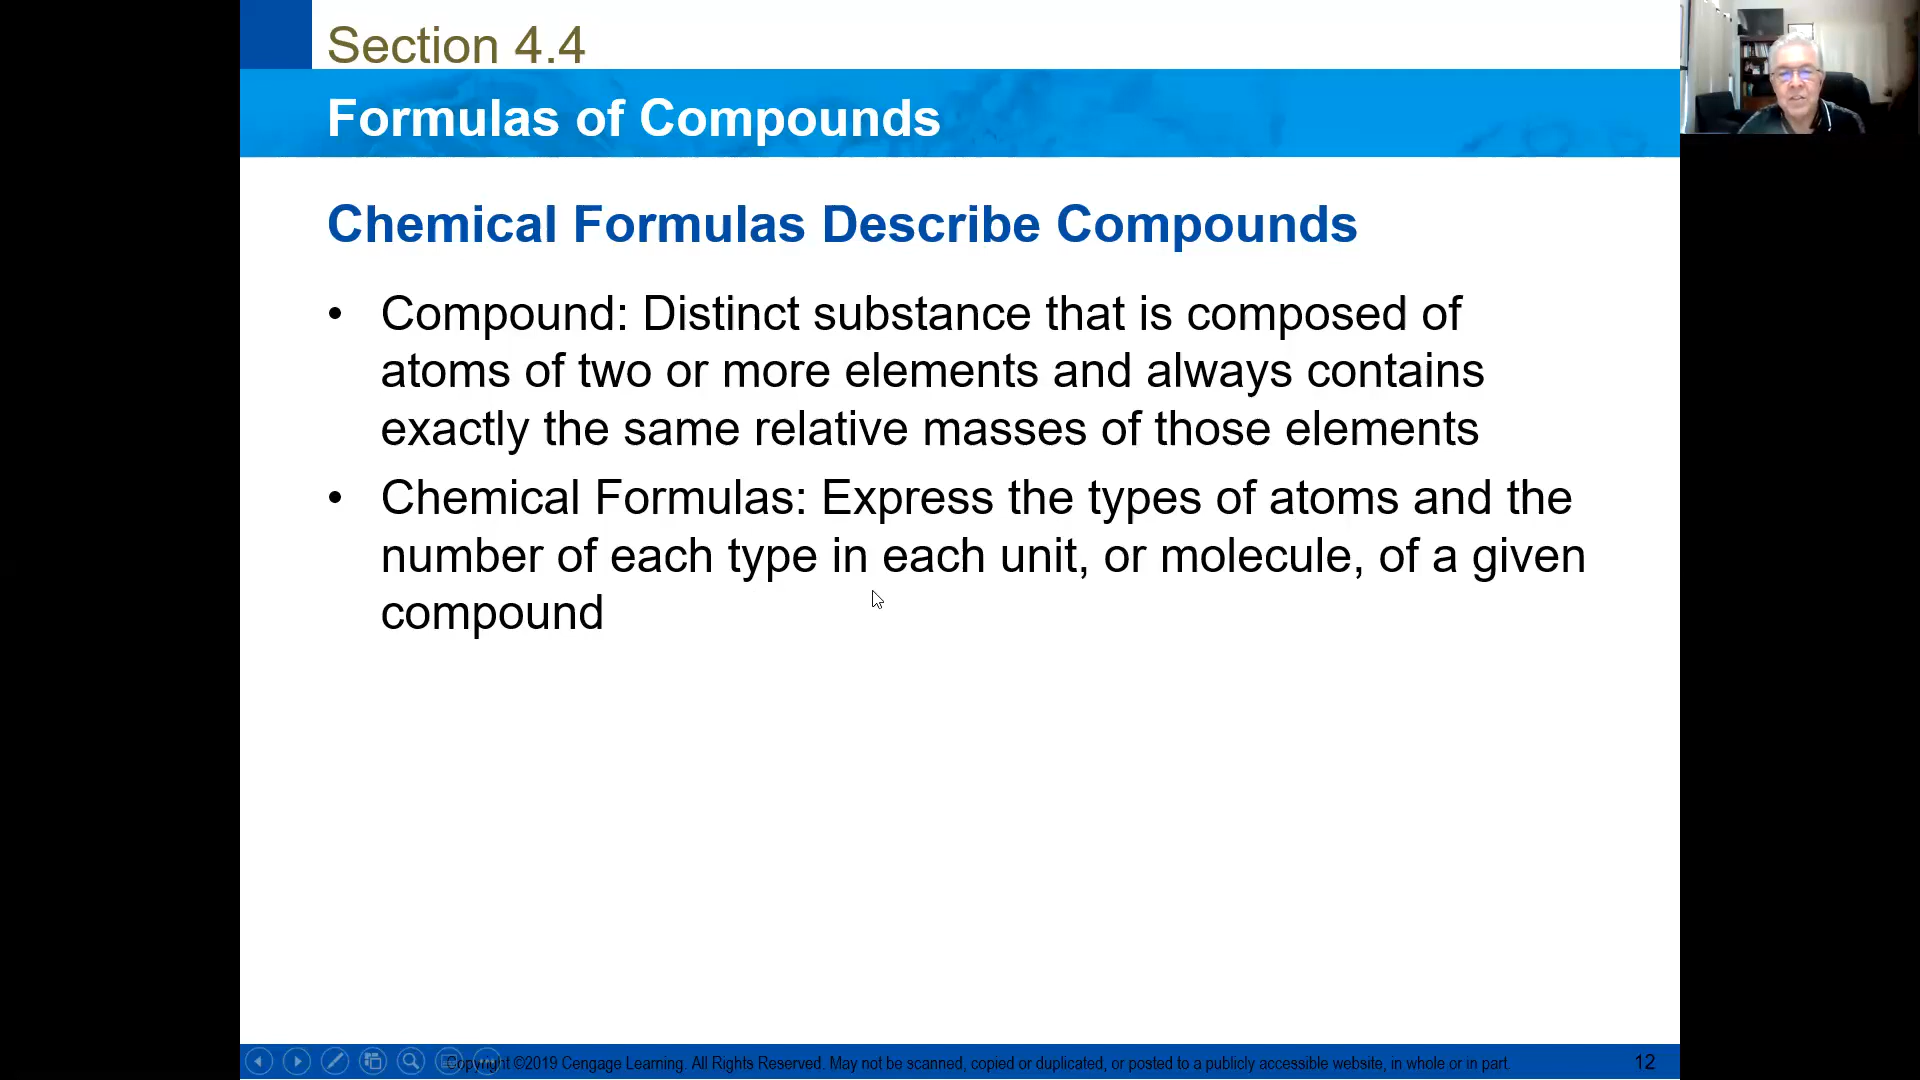 Section 4.4
Formulas of Compounds
Chemical Formulas Describe Compounds
• Compound: Distinct substance that is composed of
atoms of two or more elements and always contains
exactly the same relative masses of those elements
• Chemical Formulas: Express the types of atoms and the
number of each type in each unit, or molecule, of a given
compound
Copyright ©2019 Cengage Learning. All Rights Reserved. May not be scanned, copied or duplicated, or posted to a publicly accessible website, in whole or in part.
12